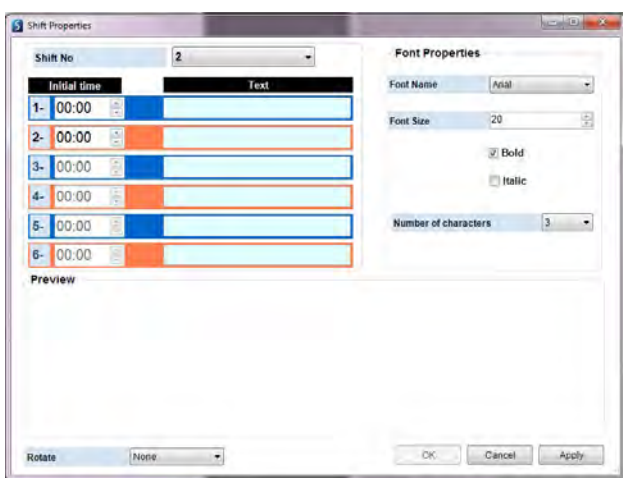 Shift Properties
Shift No 2
Initial time Text
1- 00:00
2- 00:00
3- 00:00
4- 00:00
5- 00:00
6- 00:00
Font Properties
Font Name Arial
Font Size 20
Bold
Italic
Number of characters 3
Preview
Rotate None
OK Cancel Apply